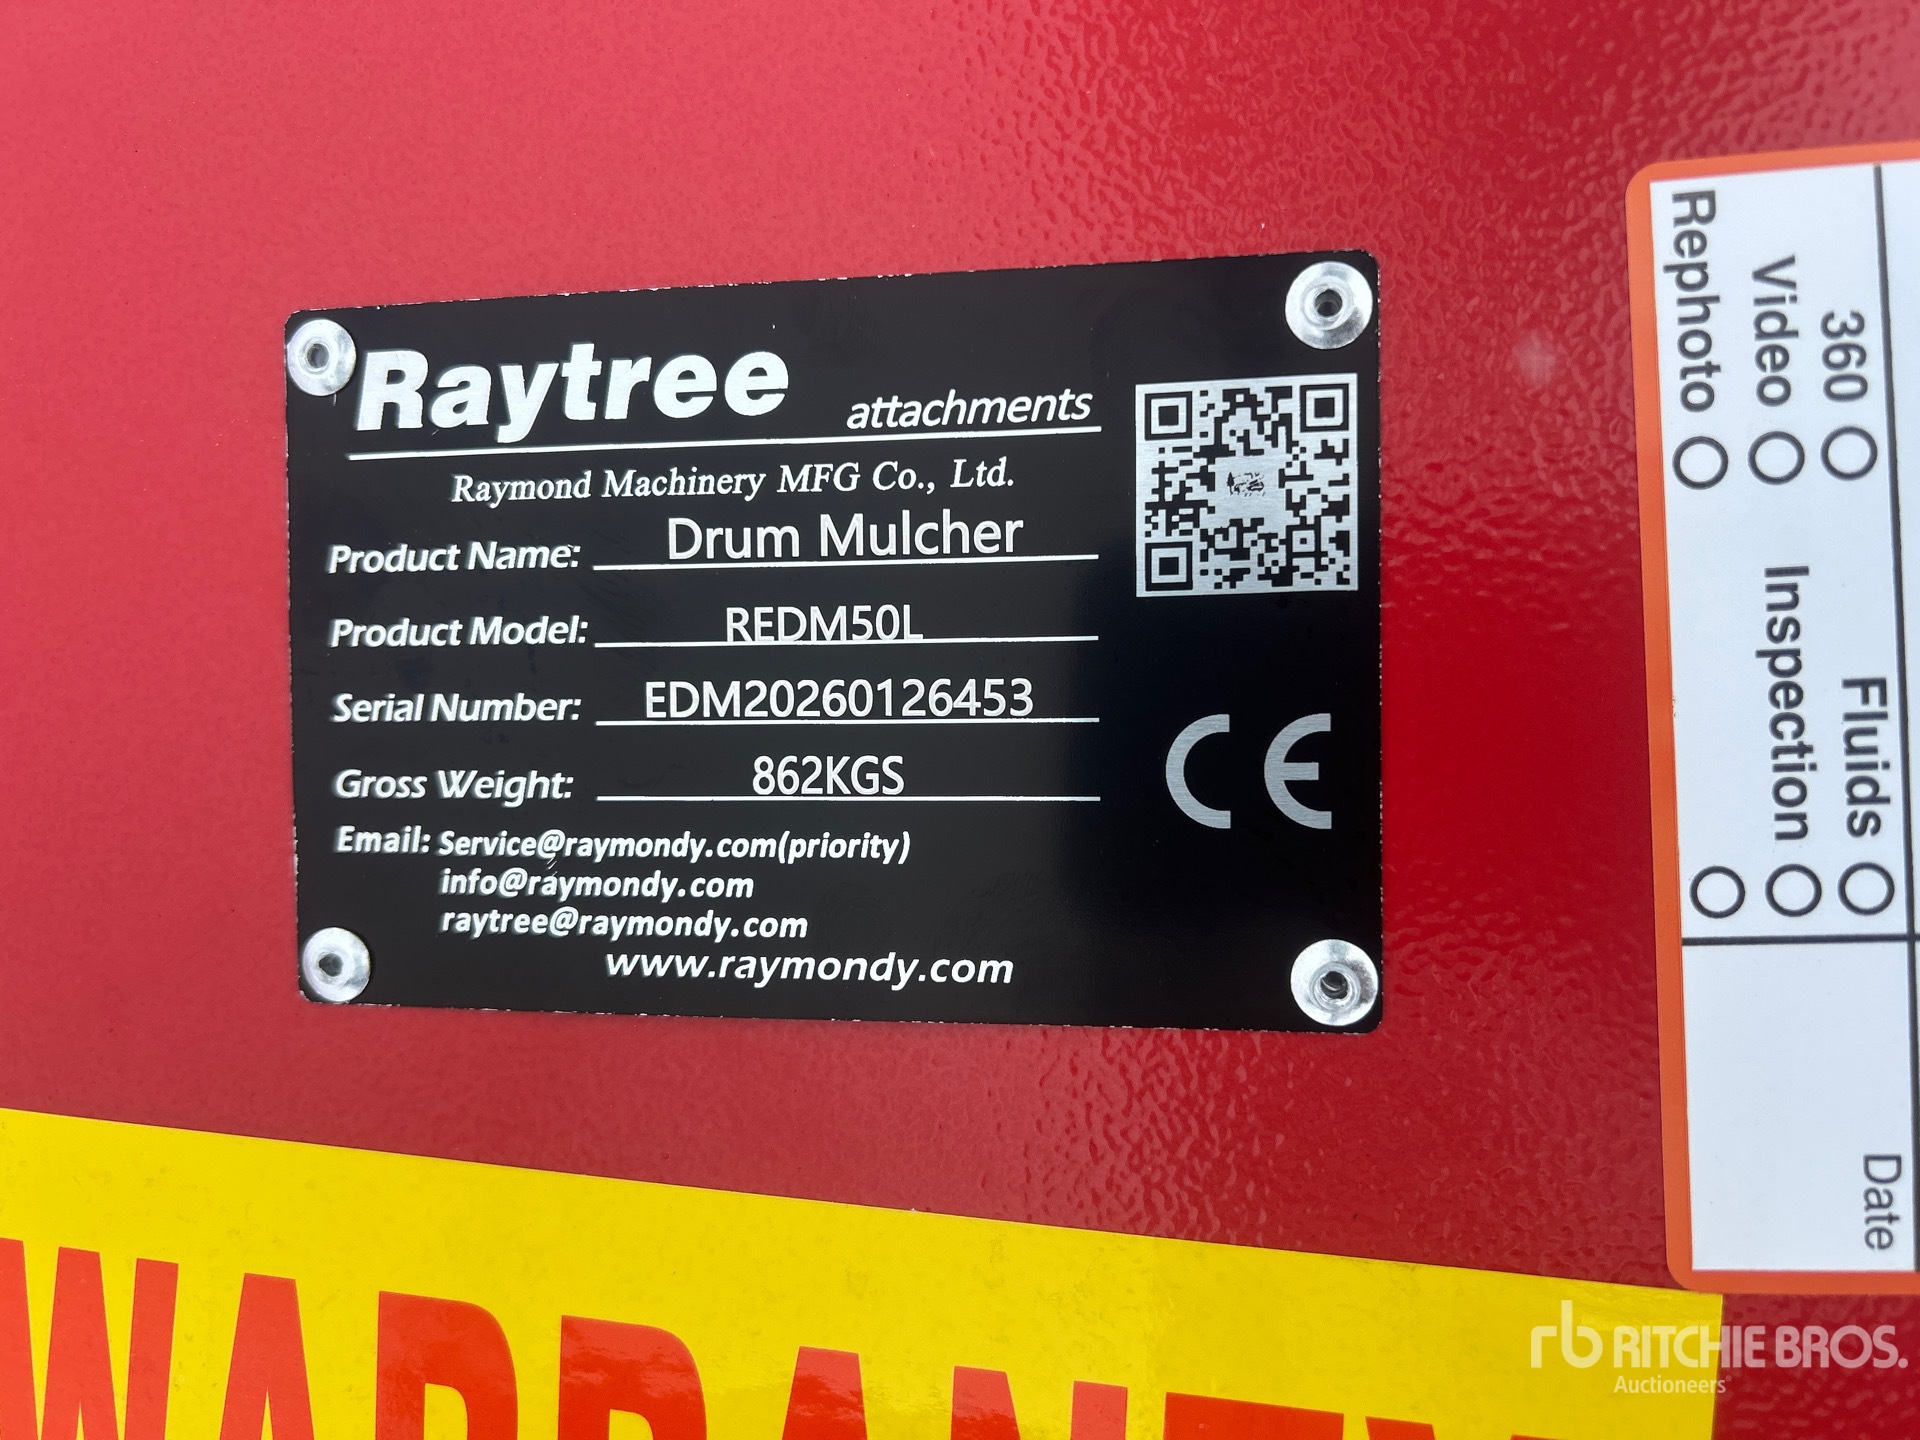 Raytree attachments
Raymond Machinery MFG Co., Ltd.
Product Name: Drum Mulcher
Product Model: REDM50L
Serial Number: EDM20260126453
Gross Weight: 862KGS
Email: Service@raymondy.com(priority)
info@raymondy.com
raytree@raymondy.com
www.raymondy.com
CE
360
Fluids
Video
Inspection
Rephoto
Date
WARRANTY
rb RITCHIE BROS.
Auctioneers